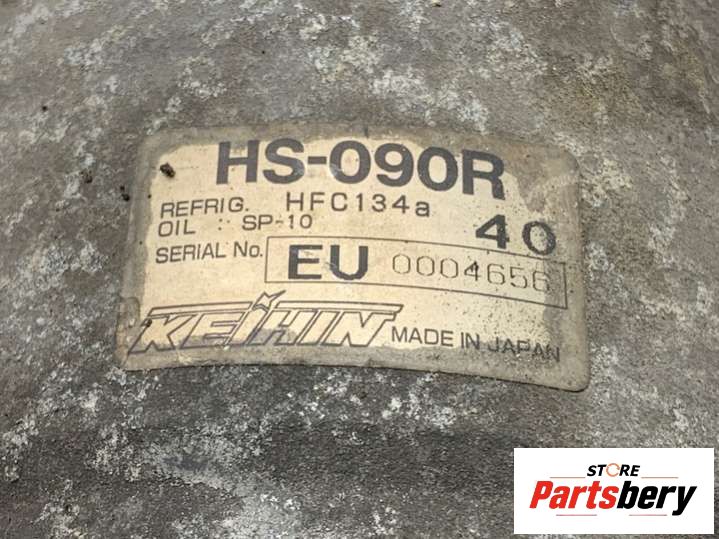 HS-090R
REFRIG. HFC134a
OIL : SP-10
40
SERIAL No. EU 0004656
KEIHIN MADE IN JAPAN
STORE
Partsbery